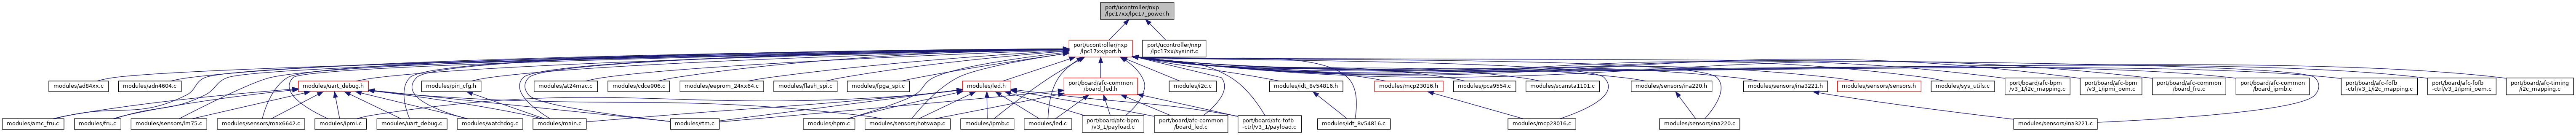 port/ucontroller/nxp
/lpc17xx/lpc17_power.h
port/ucontroller/nxp
/lpc17xx/port.h
port/ucontroller/nxp
/lpc17xx/sysinit.c
modules/ad84xx.c
modules/adn4604.c
modules/uart_debug.h
modules/pin_cfg.h
modules/at24mac.c
modules/cdce906.c
modules/eeprom_24xx64.c
modules/flash_spi.c
modules/fpga_spi.c
modules/led.h
port/board/afc-common
/board_led.h
modules/i2c.c
modules/idt_8v54816.h
modules/mcp23016.h
modules/pca9554.c
modules/scansta1101.c
modules/sensors/ina220.h
modules/sensors/ina3221.h
modules/sensors/sensors.h
modules/sys_utils.c
port/board/afc-bpm
/v3_1/i2c_mapping.c
port/board/afc-bpm
/v3_1/ipmi_oem.c
port/board/afc-common
/board_fru.c
port/board/afc-common
/board_ipmb.c
port/board/afc-fofb
-ctrl/v3_1/i2c_mapping.c
port/board/afc-fofb
-ctrl/v3_1/ipmi_oem.c
port/board/afc-timing
/i2c_mapping.c
modules/amc_fru.c
modules/fru.c
modules/sensors/lm75.c
modules/sensors/max6642.c
modules/ipmi.c
modules/uart_debug.c
modules/watchdog.c
modules/main.c
modules/rtm.c
modules/hpm.c
modules/sensors/hotswap.c
modules/ipmb.c
modules/led.c
port/board/afc-bpm
/v3_1/payload.c
port/board/afc-common
/board_led.c
port/board/afc-fofb
-ctrl/v3_1/payload.c
modules/idt_8v54816.c
modules/mcp23016.c
modules/sensors/ina220.c
modules/sensors/ina3221.c